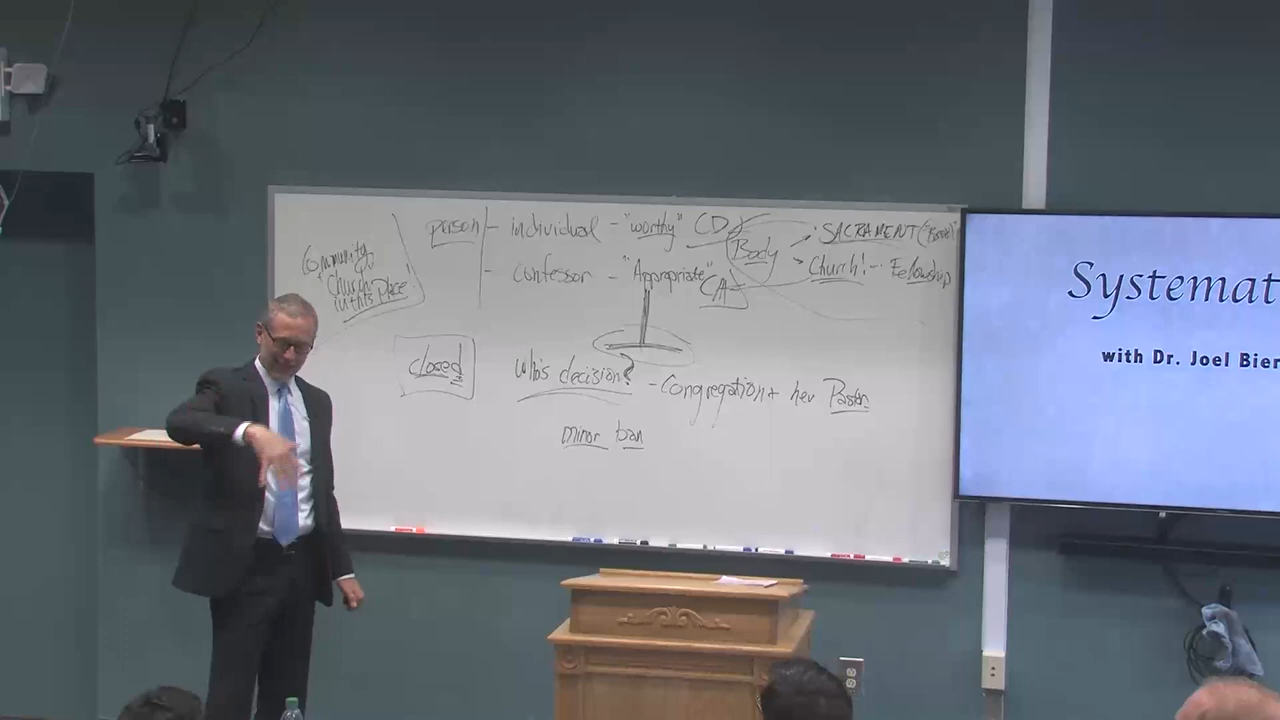 Community
"Church
in this Place"
person - individual - "worthy" CD
- confessor - "Appropriate" CA
Body
SACRAMENT
Church! -- Fellowship
closed
who's decision? - Congregation + her Pastor
minor ban
Systemat
with Dr. Joel Bier